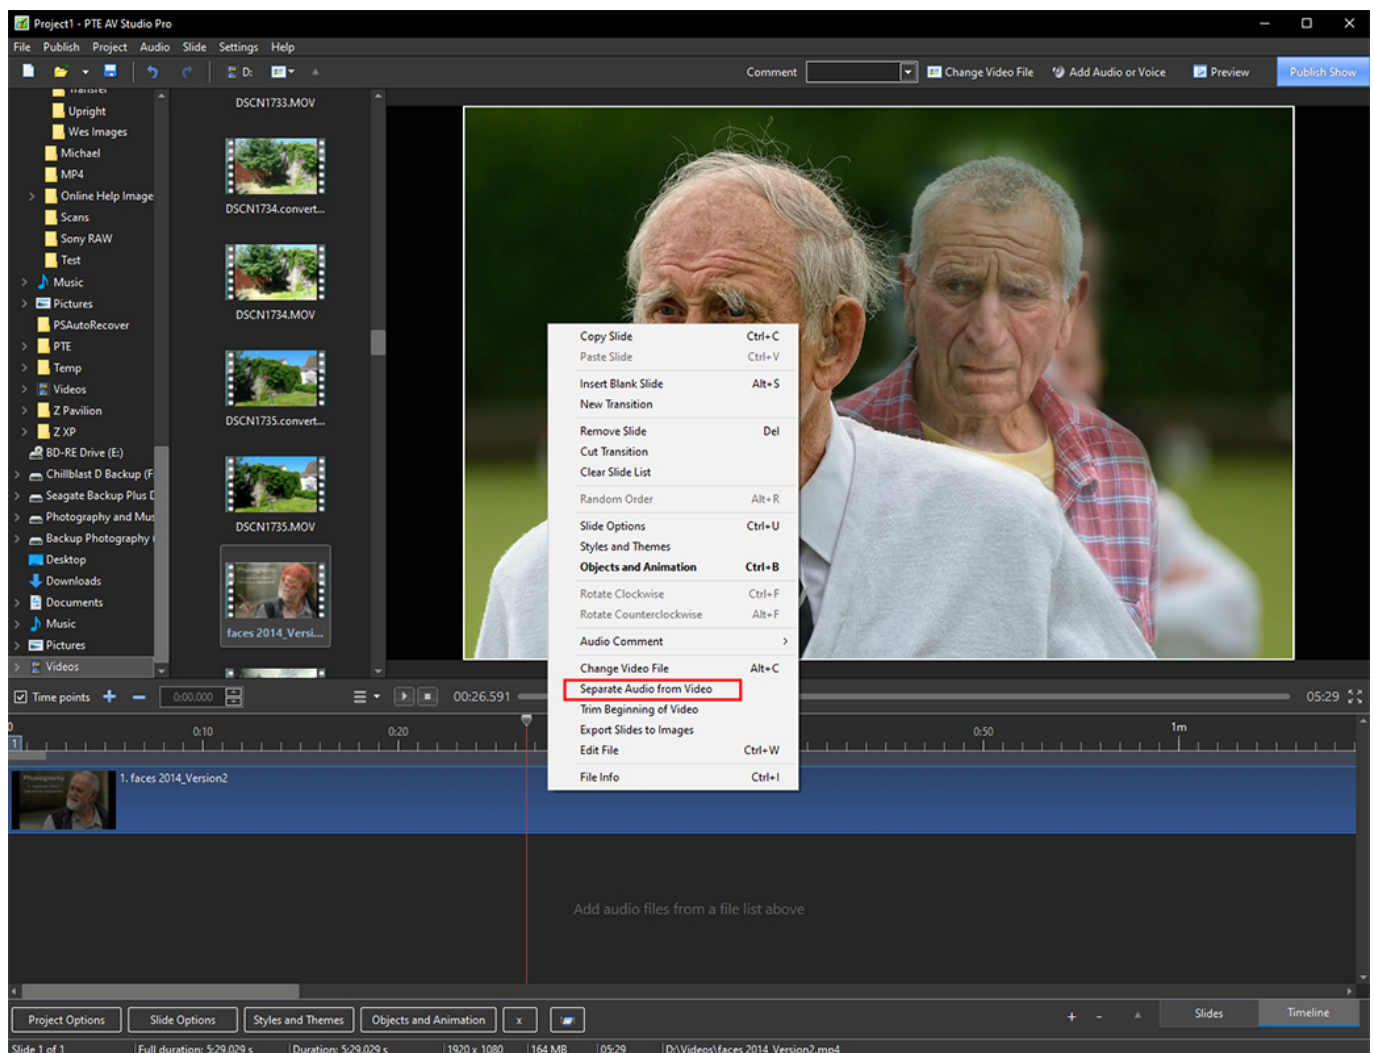 Project1 - PTE AV Studio Pro
File Publish Project Audio Slide Settings Help
D:
Comment
Change Video File
Add Audio or Voice
Preview
Publish Show
Transfer
Upright
Wes Images
Michael
MP4
Online Help Image
Scans
Sony RAW
Test
Music
Pictures
PSAutoRecover
PTE
Temp
Videos
Z Pavilion
Z XP
BD-RE Drive (E:)
Chillblast D Backup (F:
Seagate Backup Plus D
Photography and Mus
Backup Photography (
Desktop
Downloads
Documents
Music
Pictures
Videos
DSCN1733.MOV
DSCN1734.convert...
DSCN1734.MOV
DSCN1735.convert...
DSCN1735.MOV
faces 2014_Versi...
Copy Slide Ctrl+C
Paste Slide Ctrl+V
Insert Blank Slide Alt+S
New Transition
Remove Slide Del
Cut Transition
Clear Slide List
Random Order Alt+R
Slide Options Ctrl+U
Styles and Themes
Objects and Animation Ctrl+B
Rotate Clockwise Ctrl+F
Rotate Counterclockwise Alt+F
Audio Comment
Change Video File Alt+C
Separate Audio from Video
Trim Beginning of Video
Export Slides to Images
Edit File Ctrl+W
File Info Ctrl+I
Time points
0:00.000
00:26.591
05:29
0 0:10 0:20 0:50 1m
1
1. faces 2014_Version2
Add audio files from a file list above
Project Options
Slide Options
Styles and Themes
Objects and Animation
x
+ -
Slides
Timeline
Slide 1 of 1
Full duration: 5:29.029 s
Duration: 5:29.029 s
1920 x 1080
164 MB
05:29
D:\Videos\faces 2014_Version2.mp4